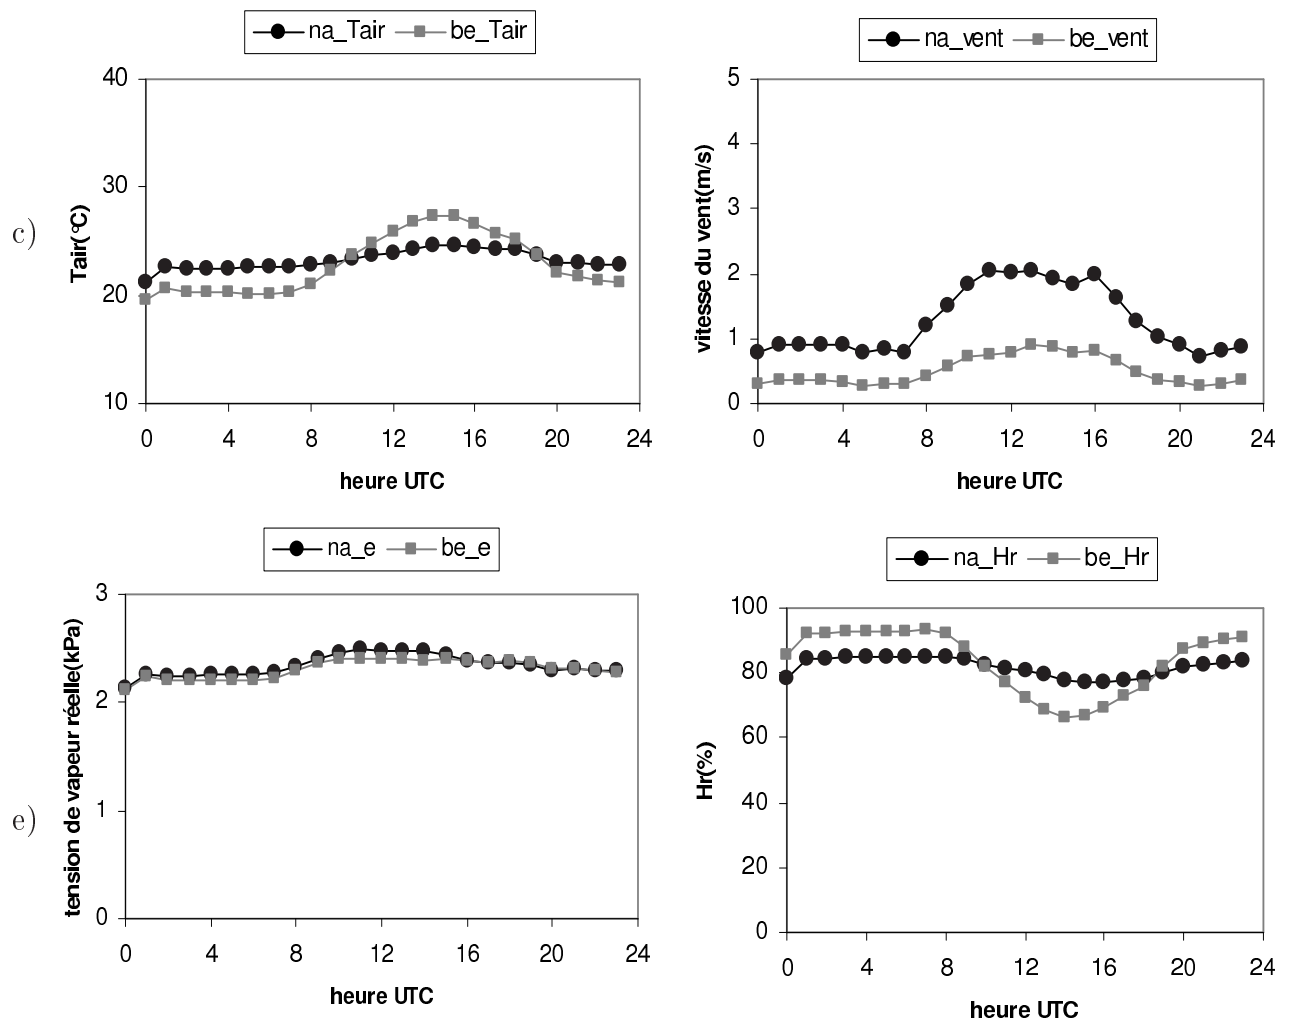 na_Tair be_Tair
na_vent be_vent
c)
Tair(°C)
40
30
20
10
0 4 8 12 16 20 24
heure UTC
vitesse du vent(m/s)
5
4
3
2
1
0
0 4 8 12 16 20 24
heure UTC
na_e be_e
na_Hr be_Hr
e)
tension de vapeur réelle(kPa)
3
2
1
0
0 4 8 12 16 20 24
heure UTC
Hr(%)
100
80
60
40
20
0
0 4 8 12 16 20 24
heure UTC